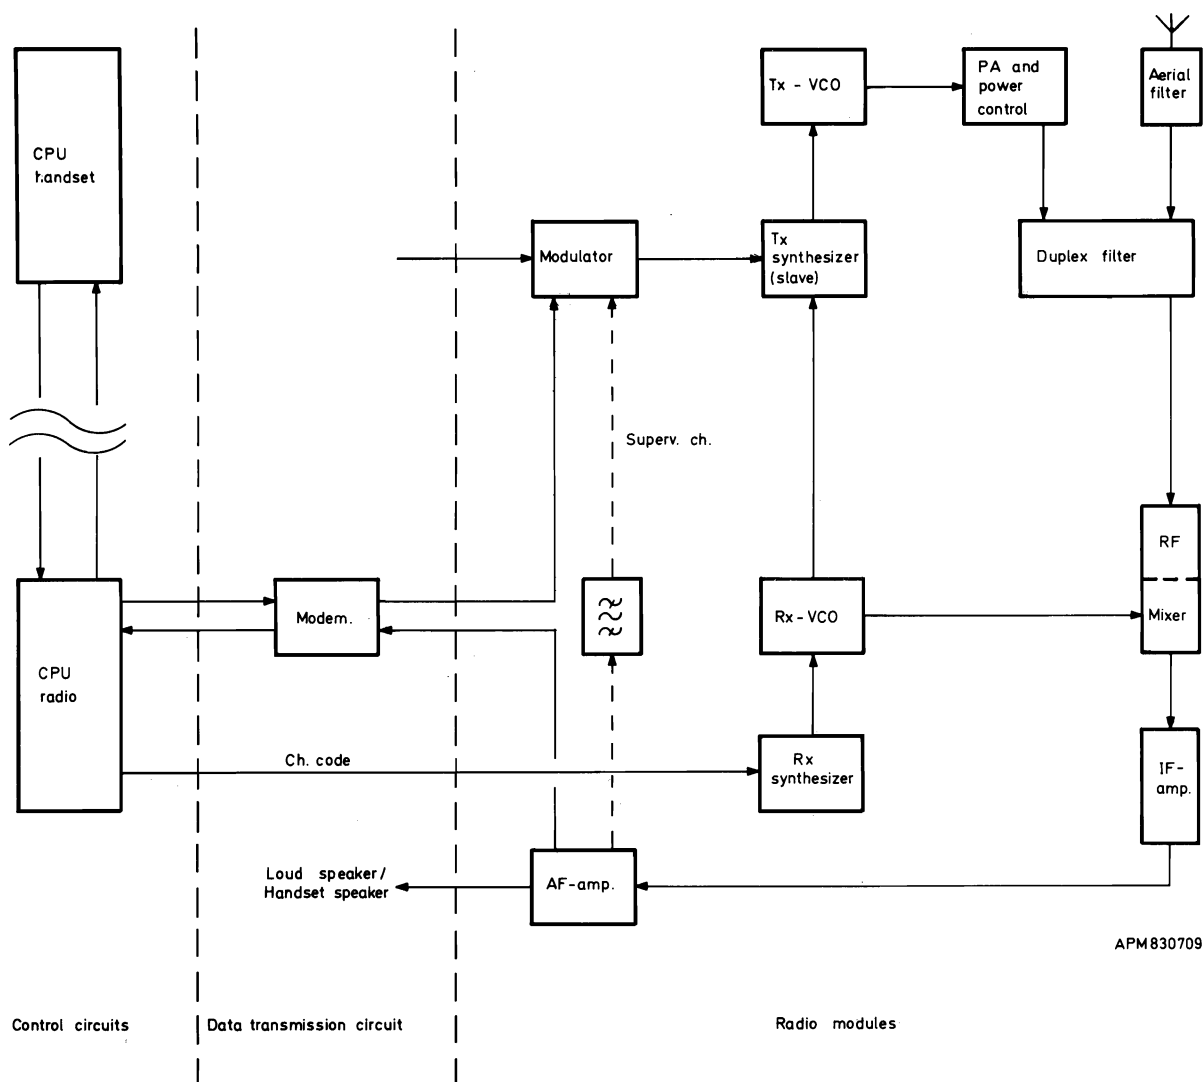 CPU
handset
Tx - VCO
PA and
power
control
Aerial
filter
Modulator
Tx
synthesizer
(slave)
Duplex filter
Superv. ch.
RF
Modem.
Rx - VCO
Mixer
CPU
radio
Ch. code
Rx
synthesizer
IF-
amp.
Loud speaker/
Handset speaker
AF-amp.
APM830709
Control circuits
Data transmission circuit
Radio modules